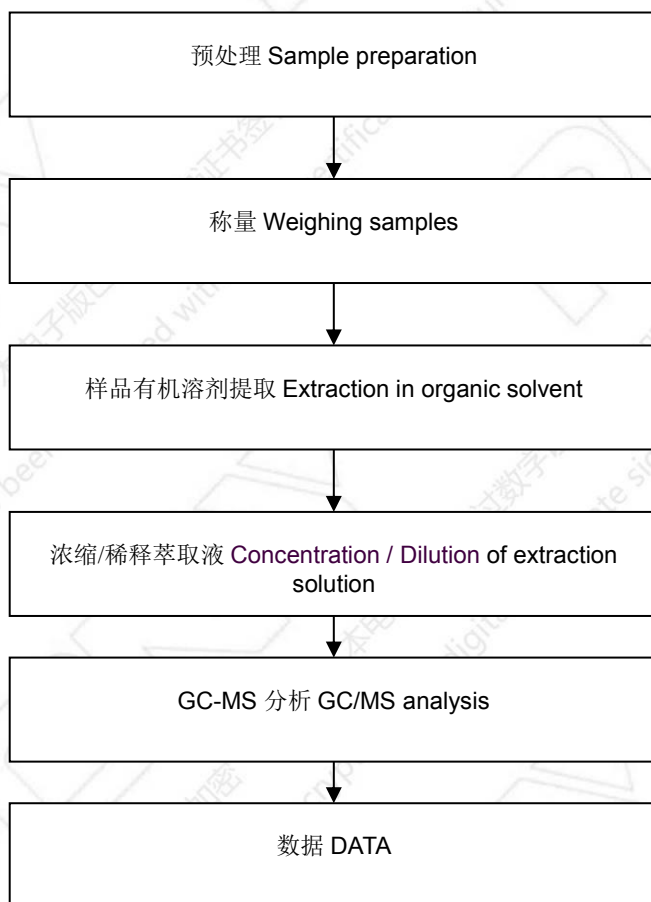 预处理 Sample preparation
称量 Weighing samples
样品有机溶剂提取 Extraction in organic solvent
浓缩/稀释萃取液 Concentration / Dilution of extraction
solution
GC-MS 分析 GC/MS analysis
数据 DATA